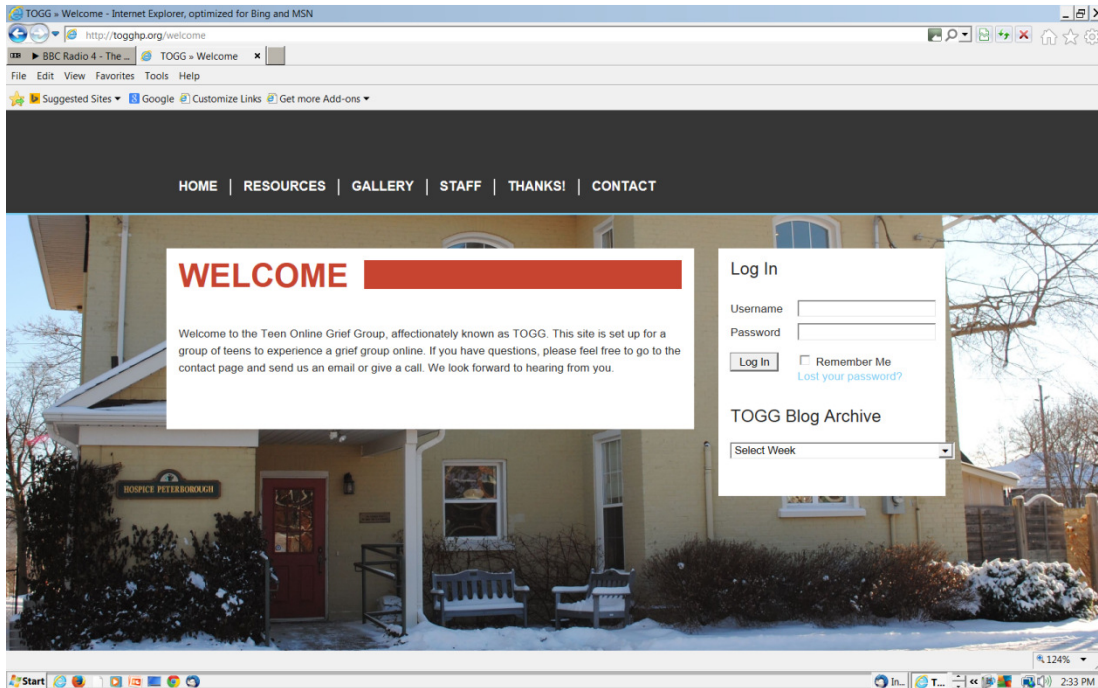 TOGG » Welcome - Internet Explorer, optimized for Bing and MSN
http://togghp.org/welcome
BBC Radio 4 - The ...
TOGG » Welcome
File Edit View Favorites Tools Help
Suggested Sites Google Customize Links Get more Add-ons
HOME | RESOURCES | GALLERY | STAFF | THANKS! | CONTACT
WELCOME
Welcome to the Teen Online Grief Group, affectionately known as TOGG. This site is set up for a
group of teens to experience a grief group online. If you have questions, please feel free to go to the
contact page and send us an email or give a call. We look forward to hearing from you.
Log In
Username
Password
Log In Remember Me
Lost your password?
TOGG Blog Archive
Select Week
HOSPICE PETERBOROUGH
124%
Start In... T... 2:33 PM